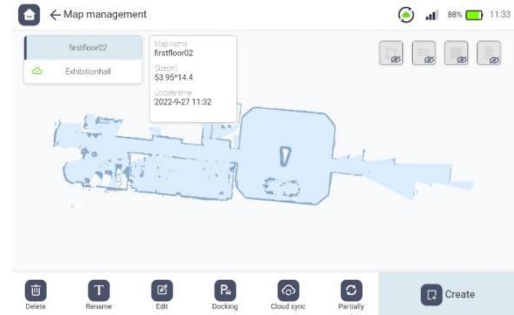 Map management
88%
11:33
firstfloor02
Exhibitionhall
Map name
firstfloor02
Size(m)
53.95*14.4
Update time
2022-9-27 11:32
Delete
Rename
Edit
Docking
Cloud sync
Partially
Create